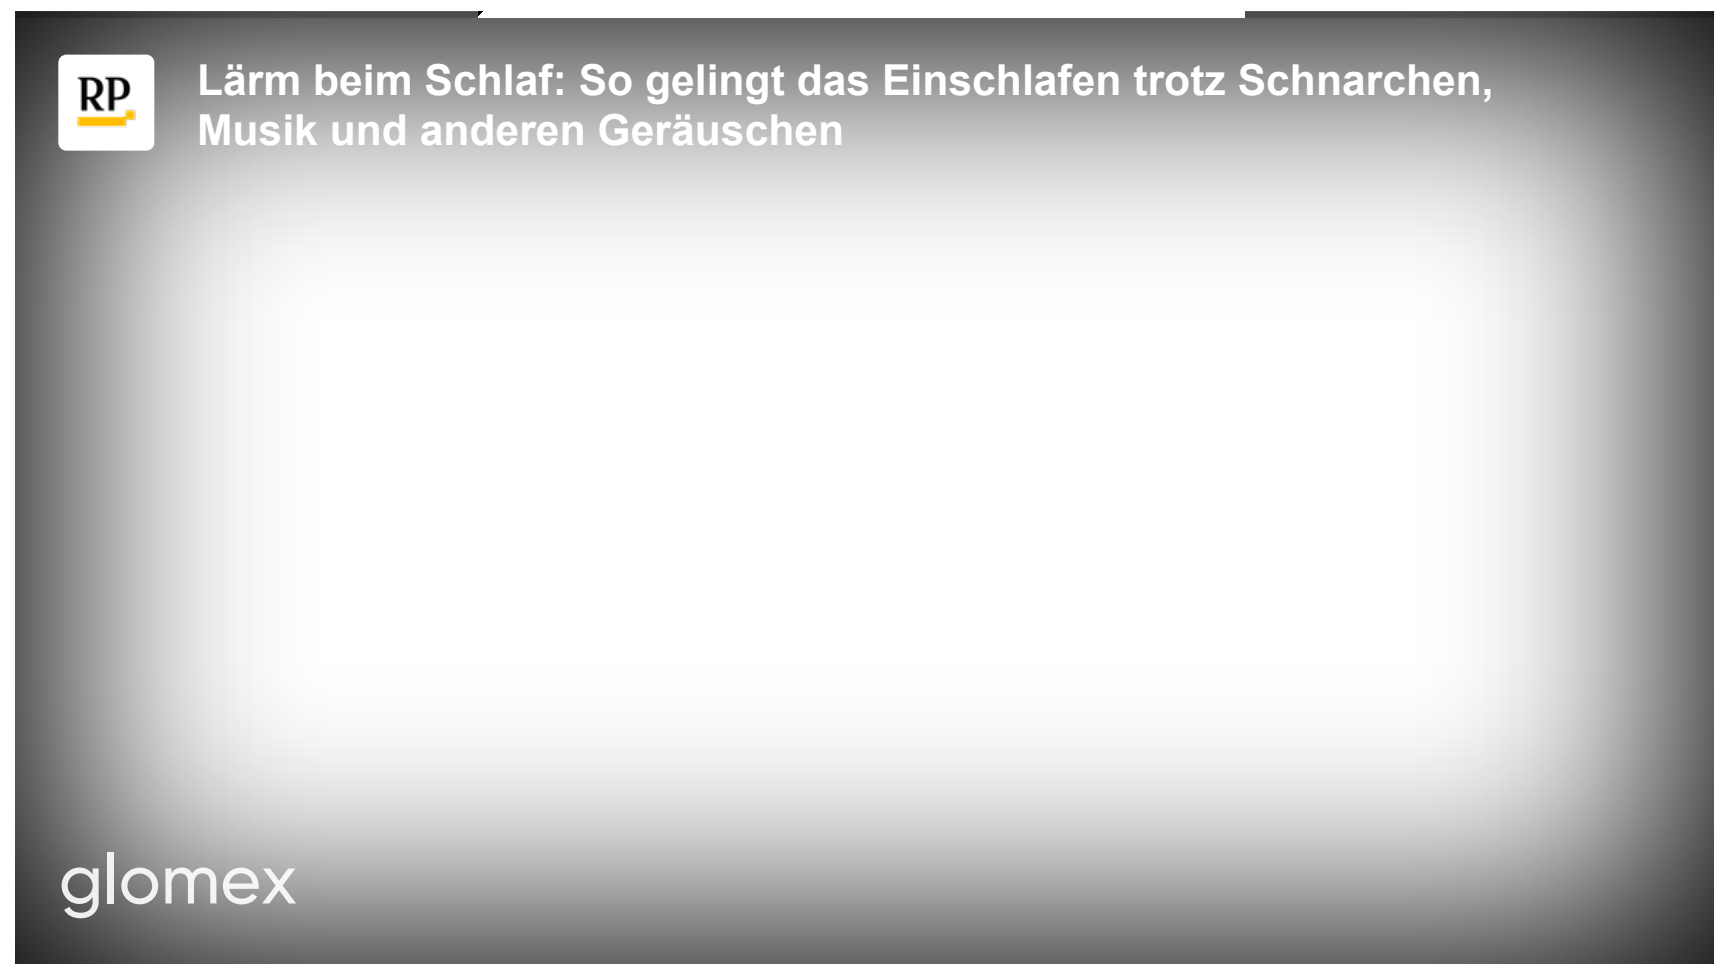 RP
Lärm beim Schlaf: So gelingt das Einschlafen trotz Schnarchen,
Musik und anderen Geräuschen
glomex